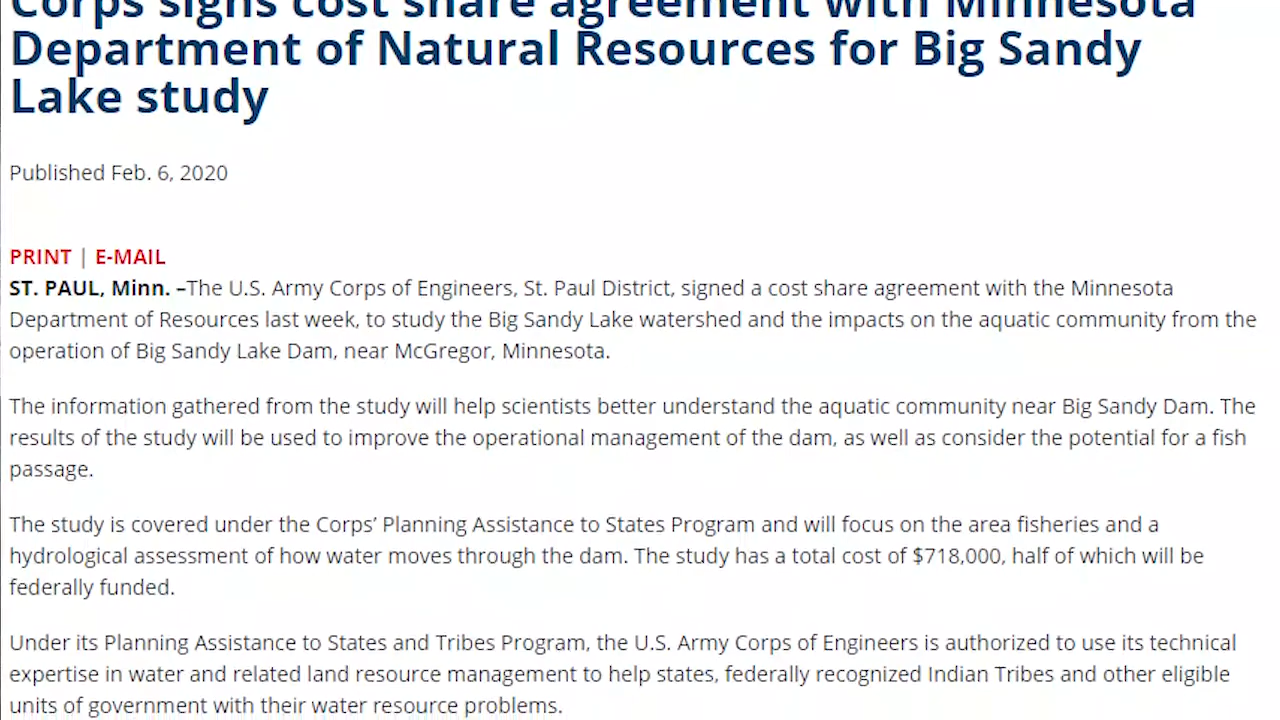 Corps signs cost share agreement with Minnesota
Department of Natural Resources for Big Sandy
Lake study
Published Feb. 6, 2020
PRINT | E-MAIL
ST. PAUL, Minn. –The U.S. Army Corps of Engineers, St. Paul District, signed a cost share agreement with the Minnesota
Department of Resources last week, to study the Big Sandy Lake watershed and the impacts on the aquatic community from the
operation of Big Sandy Lake Dam, near McGregor, Minnesota.
The information gathered from the study will help scientists better understand the aquatic community near Big Sandy Dam. The
results of the study will be used to improve the operational management of the dam, as well as consider the potential for a fish
passage.
The study is covered under the Corps’ Planning Assistance to States Program and will focus on the area fisheries and a
hydrological assessment of how water moves through the dam. The study has a total cost of $718,000, half of which will be
federally funded.
Under its Planning Assistance to States and Tribes Program, the U.S. Army Corps of Engineers is authorized to use its technical
expertise in water and related land resource management to help states, federally recognized Indian Tribes and other eligible
units of government with their water resource problems.